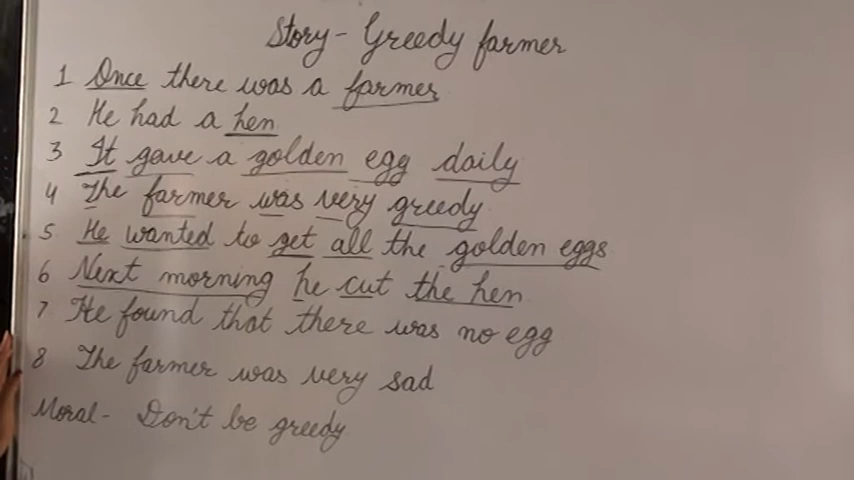 Story - Greedy farmer
1 Once there was a farmer
2 He had a hen
3 It gave a golden egg daily
4 The farmer was very greedy
5 He wanted to get all the golden eggs
6 Next morning he cut the hen
7 He found that there was no egg
8 The farmer was very sad
Moral - Don't be greedy